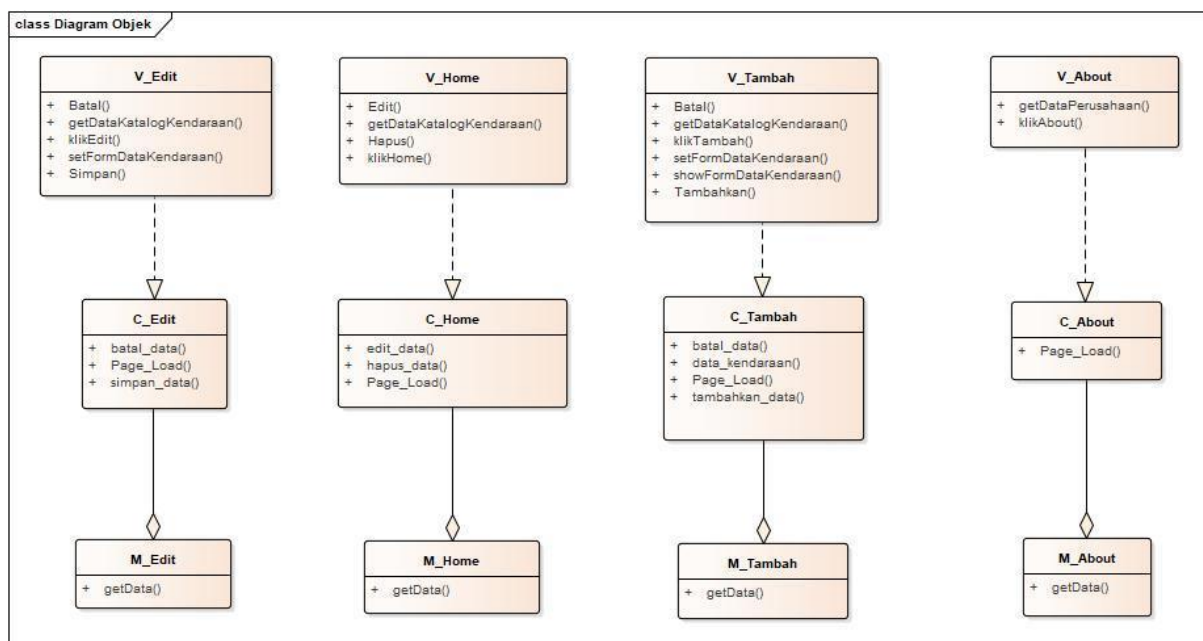 class Diagram Objek
V_Edit
+ Batal()
+ getDataKatalogKendaraan()
+ klikEdit()
+ setFormDataKendaraan()
+ Simpan()
V_Home
+ Edit()
+ getDataKatalogKendaraan()
+ Hapus()
+ klikHome()
V_Tambah
+ Batal()
+ getDataKatalogKendaraan()
+ klikTambah()
+ setFormDataKendaraan()
+ showFormDataKendaraan()
+ Tambahkan()
V_About
+ getDataPerusahaan()
+ klikAbout()
C_Edit
+ batal_data()
+ Page_Load()
+ simpan_data()
C_Home
+ edit_data()
+ hapus_data()
+ Page_Load()
C_Tambah
+ batal_data()
+ data_kendaraan()
+ Page_Load()
+ tambahkan_data()
C_About
+ Page_Load()
M_Edit
+ getData()
M_Home
+ getData()
M_Tambah
+ getData()
M_About
+ getData()